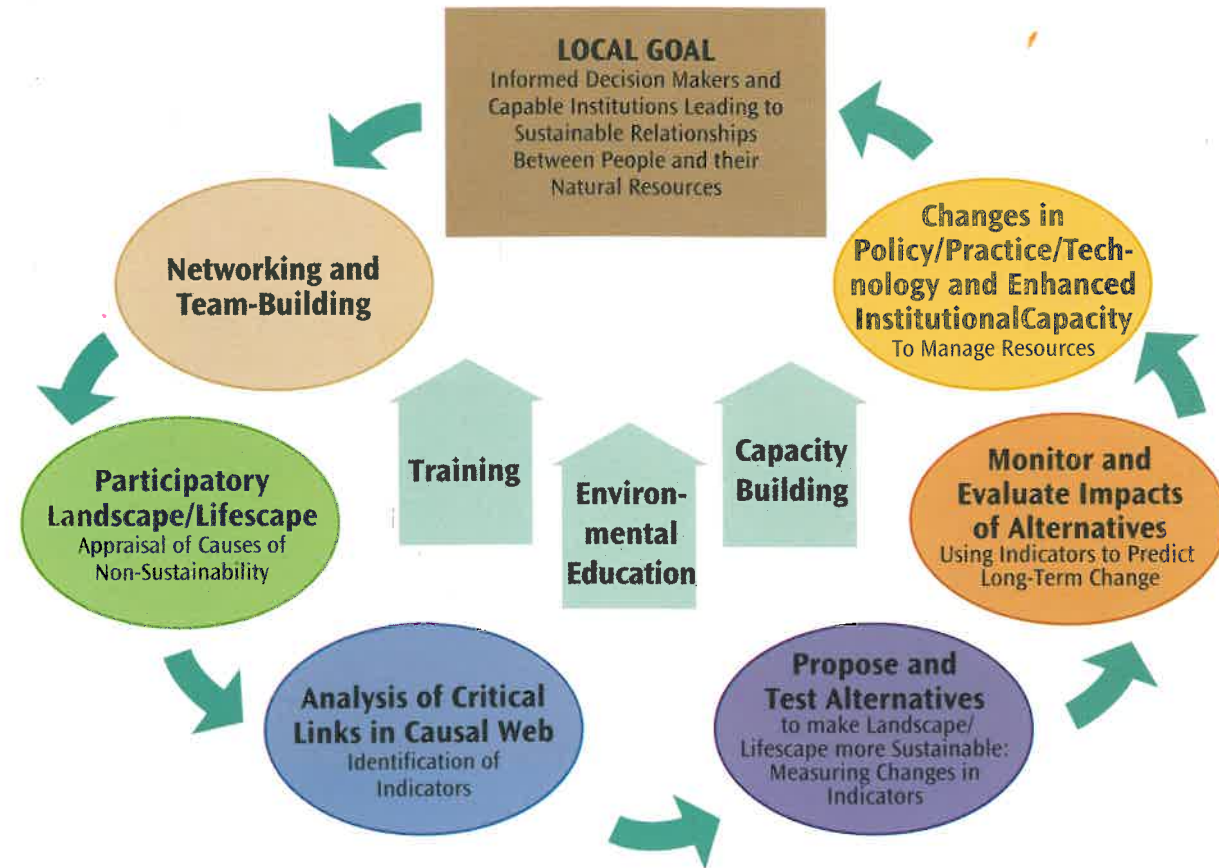 LOCAL GOAL
Informed Decision Makers and
Capable Institutions Leading to
Sustainable Relationships
Between People and their
Natural Resources
Networking and
Team-Building
Participatory
Landscape/Lifescape
Appraisal of Causes of
Non-Sustainability
Analysis of Critical
Links in Causal Web
Identification of
Indicators
Propose and
Test Alternatives
to make Landscape/
Lifescape more Sustainable:
Measuring Changes in
Indicators
Monitor and
Evaluate Impacts
of Alternatives
Using Indicators to Predict
Long-Term Change
Changes in
Policy/Practice/Tech-
nology and Enhanced
InstitutionalCapacity
To Manage Resources
Training
Environ-
mental
Education
Capacity
Building